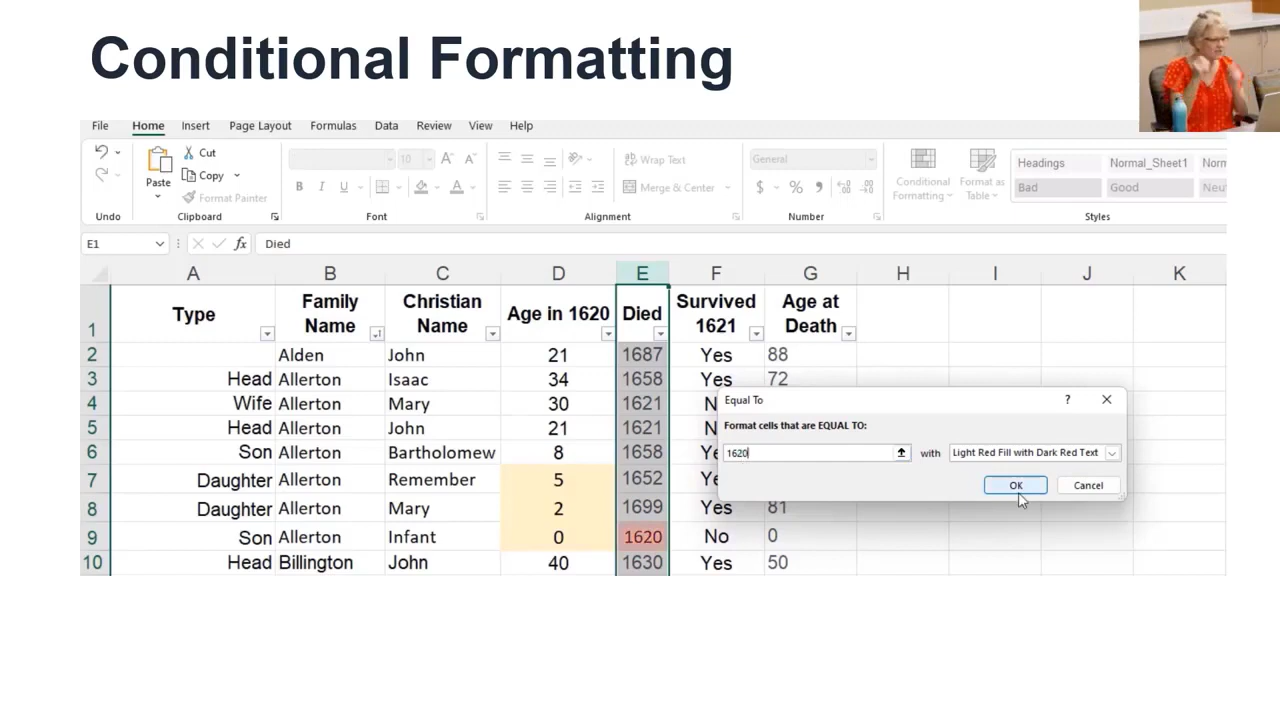 Conditional Formatting
File Home Insert Page Layout Formulas Data Review View Help
Cut
Copy
Paste
Format Painter
10
Wrap Text
Merge & Center
General
Conditional
Formatting
Format as
Table
Headings Normal_Sheet1 Norm
Bad Good Neut
Undo Clipboard Font Alignment Number Styles
E1 fx Died
A B C D E F G H I J K
1 Type Family Name Christian Name Age in 1620 Died Survived 1621 Age at Death
2 Alden John 21 1687 Yes 88
3 Head Allerton Isaac 34 1658 Yes 72
4 Wife Allerton Mary 30 1621 N
5 Head Allerton John 21 1621 N
6 Son Allerton Bartholomew 8 1658 Ye
7 Daughter Allerton Remember 5 1652 Ye
8 Daughter Allerton Mary 2 1699 Yes 81
9 Son Allerton Infant 0 1620 No 0
10 Head Billington John 40 1630 Yes 50
Equal To ?
Format cells that are EQUAL TO:
1620 with Light Red Fill with Dark Red Text
OK Cancel